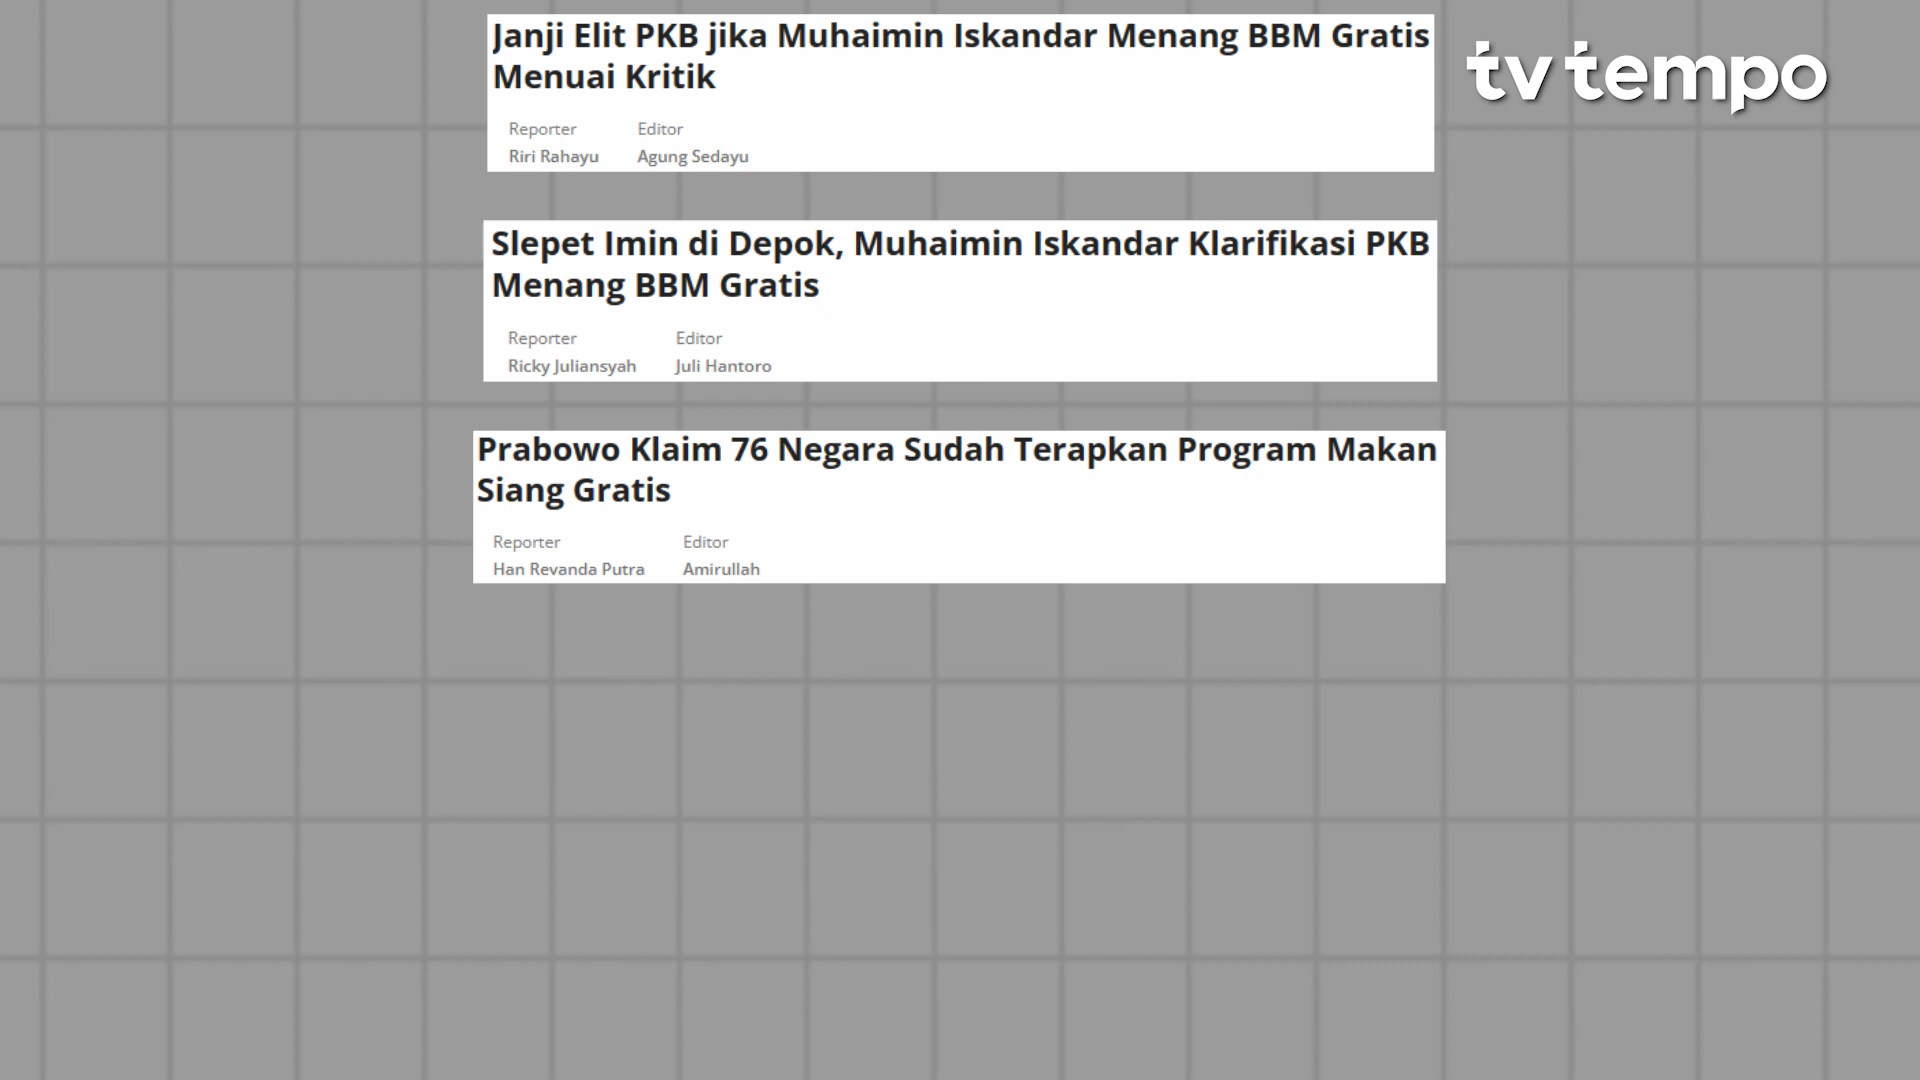 Janji Elit PKB jika Muhaimin Iskandar Menang BBM Gratis
Menuai Kritik
Reporter Editor
Riri Rahayu Agung Sedayu
tv tempo
Slepet Imin di Depok, Muhaimin Iskandar Klarifikasi PKB
Menang BBM Gratis
Reporter Editor
Ricky Juliansyah Juli Hantoro
Prabowo Klaim 76 Negara Sudah Terapkan Program Makan
Siang Gratis
Reporter Editor
Han Revanda Putra Amirullah